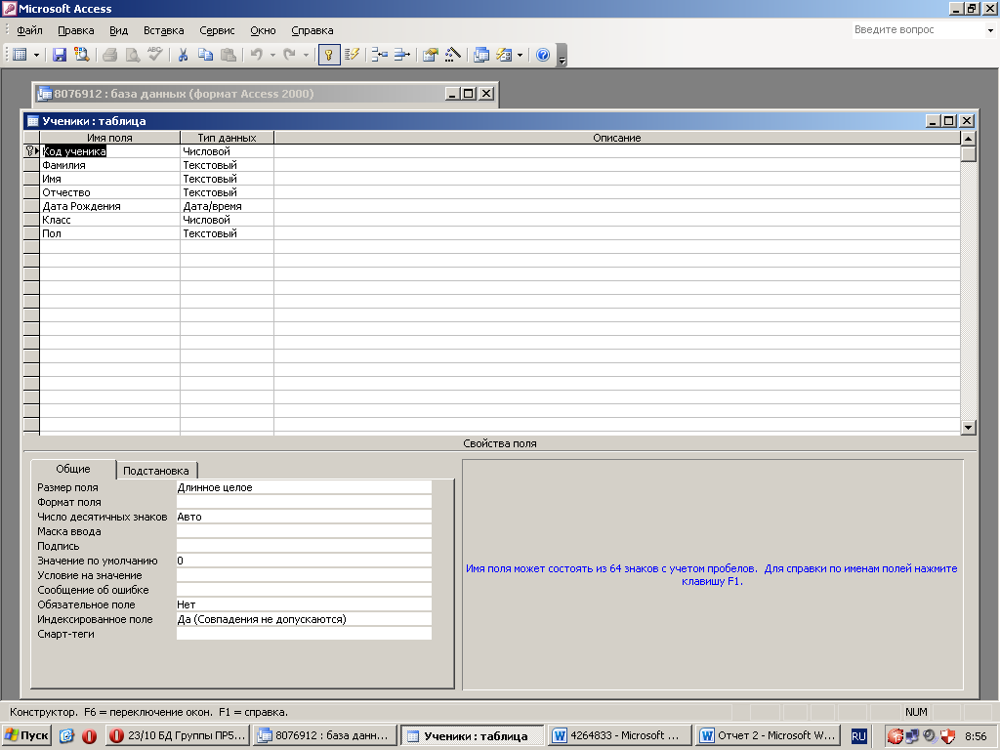 Microsoft Access
Файл Правка Вид Вставка Сервис Окно Справка Введите вопрос
8076912 : база данных (формат Access 2000)
Ученики : таблица
Имя поля Тип данных Описание
Код ученика Числовой
Фамилия Текстовый
Имя Текстовый
Отчество Текстовый
Дата Рождения Дата/время
Класс Числовой
Пол Текстовый
Свойства поля
Общие Подстановка
Размер поля Длинное целое
Формат поля
Число десятичных знаков Авто
Маска ввода
Подпись
Значение по умолчанию 0
Условие на значение
Сообщение об ошибке
Обязательное поле Нет
Индексированное поле Да (Совпадения не допускаются)
Смарт-теги
Имя поля может состоять из 64 знаков с учетом пробелов. Для справки по именам полей нажмите
клавишу F1.
Конструктор. F6 = переключение окон. F1 = справка. NUM
Пуск 23/10 БД Группы ПР5... 8076912 : база данн... Ученики : таблица 4264833 - Microsoft ... Отчет 2 - Microsoft W... RU 8:56